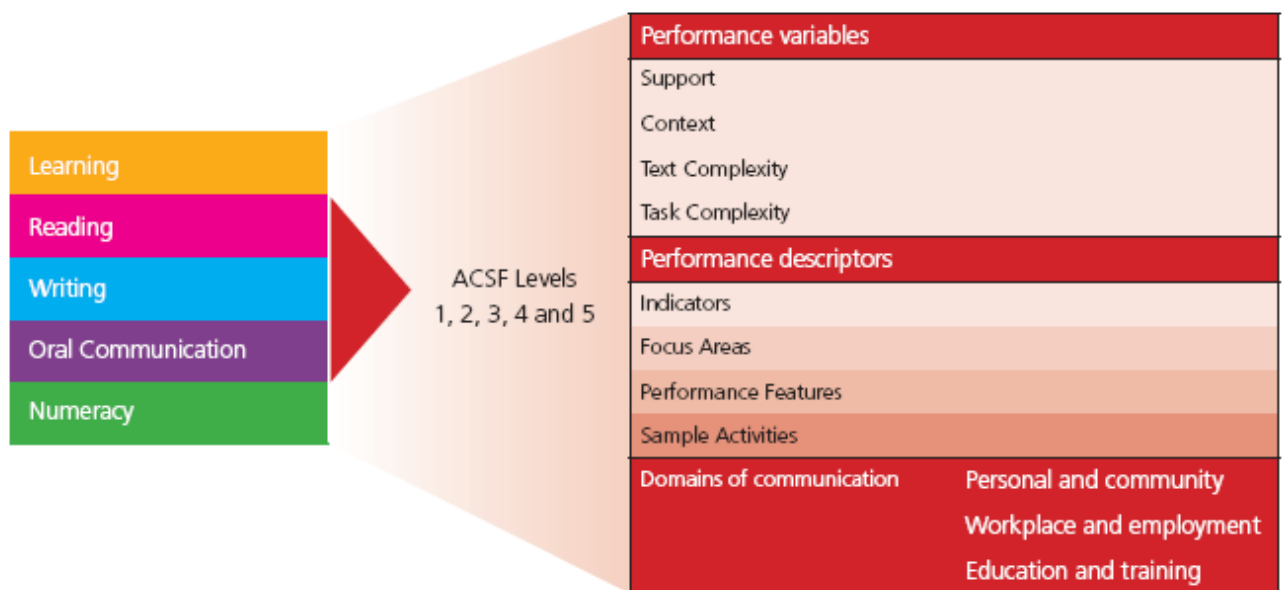 Learning
Reading
Writing
Oral Communication
Numeracy
ACSF Levels
1, 2, 3, 4 and 5
Performance variables
Support
Context
Text Complexity
Task Complexity
Performance descriptors
Indicators
Focus Areas
Performance Features
Sample Activities
Domains of communication
Personal and community
Workplace and employment
Education and training